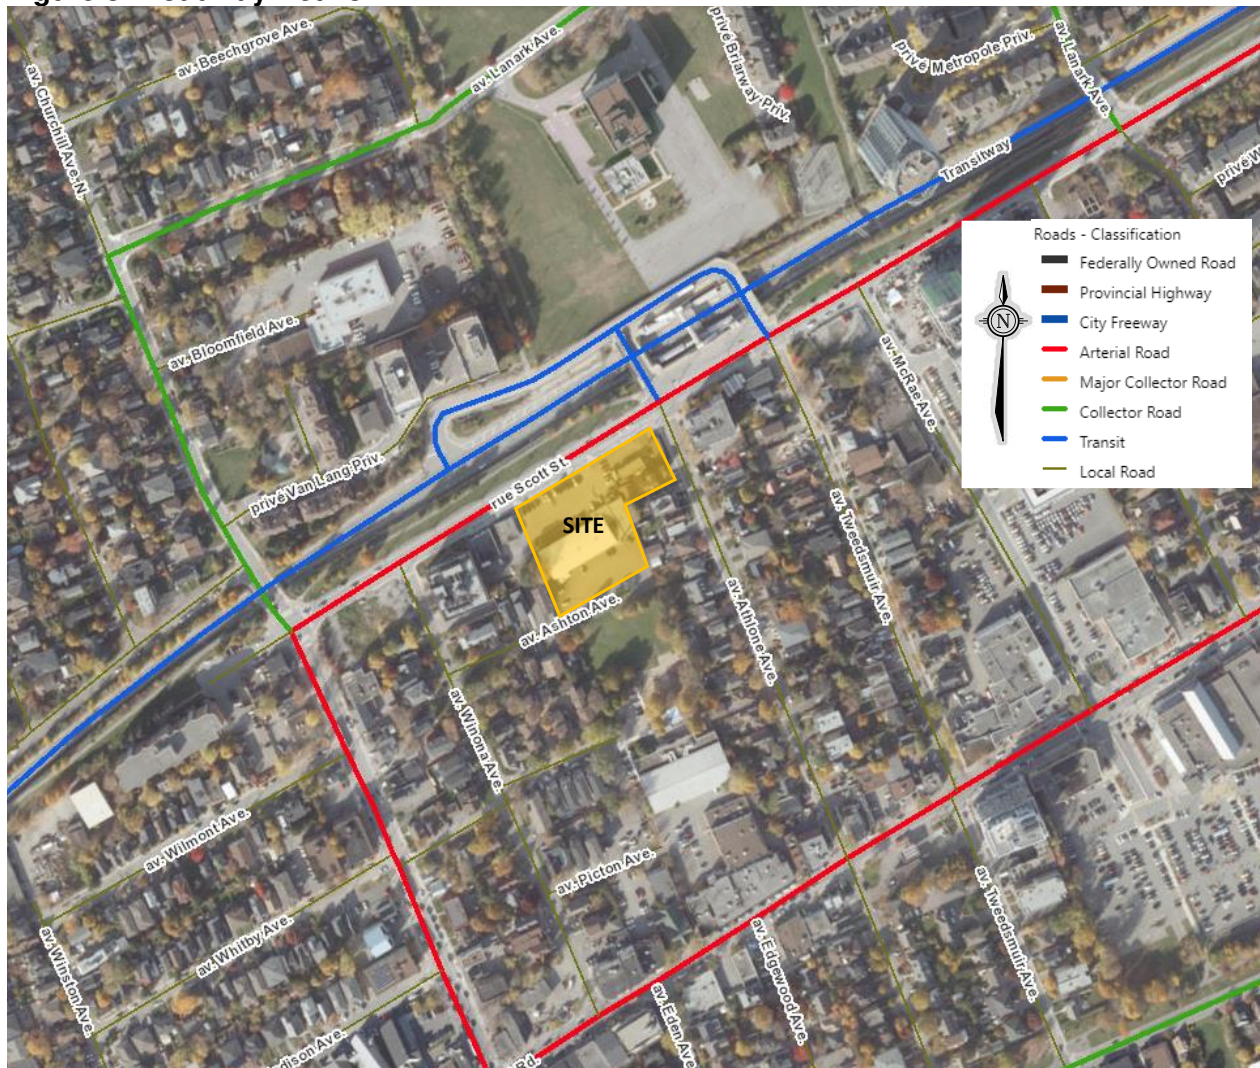 av. Beechgrove Ave.
av. Lanark Ave.
privé Briarway Priv.
privé Metropole Priv.
av. Lanark Ave.
av. Churchill Ave. N.
Transitway
Roads - Classification
Federally Owned Road
Provincial Highway
City Freeway
Arterial Road
Major Collector Road
Collector Road
Transit
Local Road
N
av. Bloomfield Ave.
av. McRae Ave.
privé Van Lang Priv.
rue Scott St.
SITE
av. Tweedsmuir Ave.
av. Ashton Ave.
av. Athlone Ave.
av. Winona Ave.
av. Wilmont Ave.
av. Picton Ave.
av. Whitby Ave.
av. Winston Ave.
av. Edgewood Ave.
av. Tweedsmuir Ave.
av. Eden Ave
Rd.